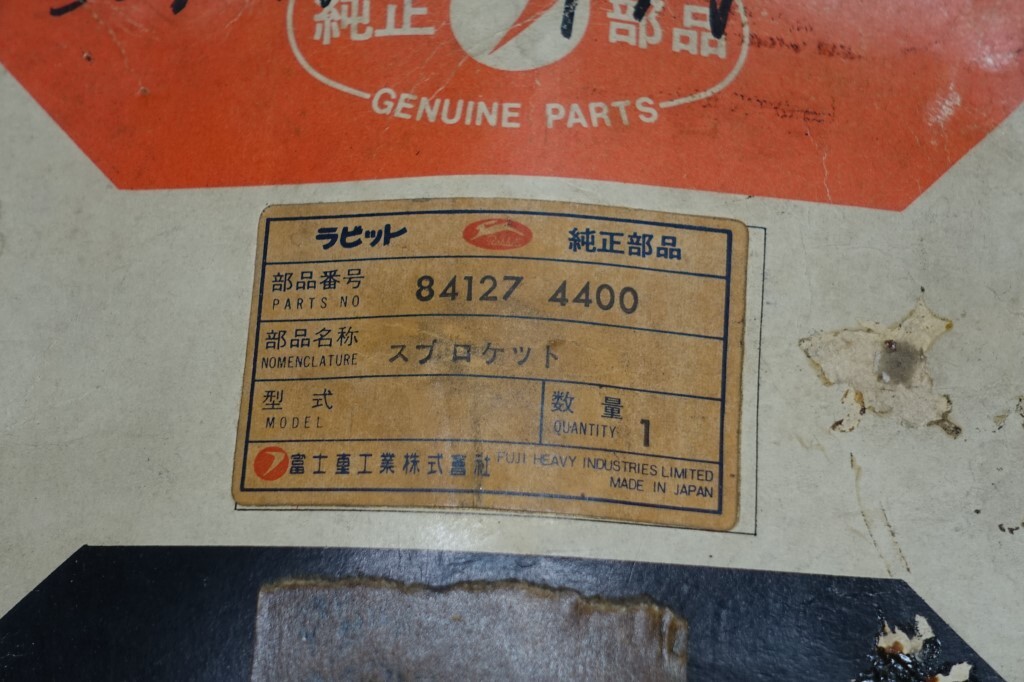 純正 部品
GENUINE PARTS
ラビット 純正部品
部品番号 84127 4400
PARTS NO
部品名称 スプロケット
NOMENCLATURE
型式 数量
MODEL QUANTITY 1
富士重工業株式會社 FUJI HEAVY INDUSTRIES LIMITED
MADE IN JAPAN